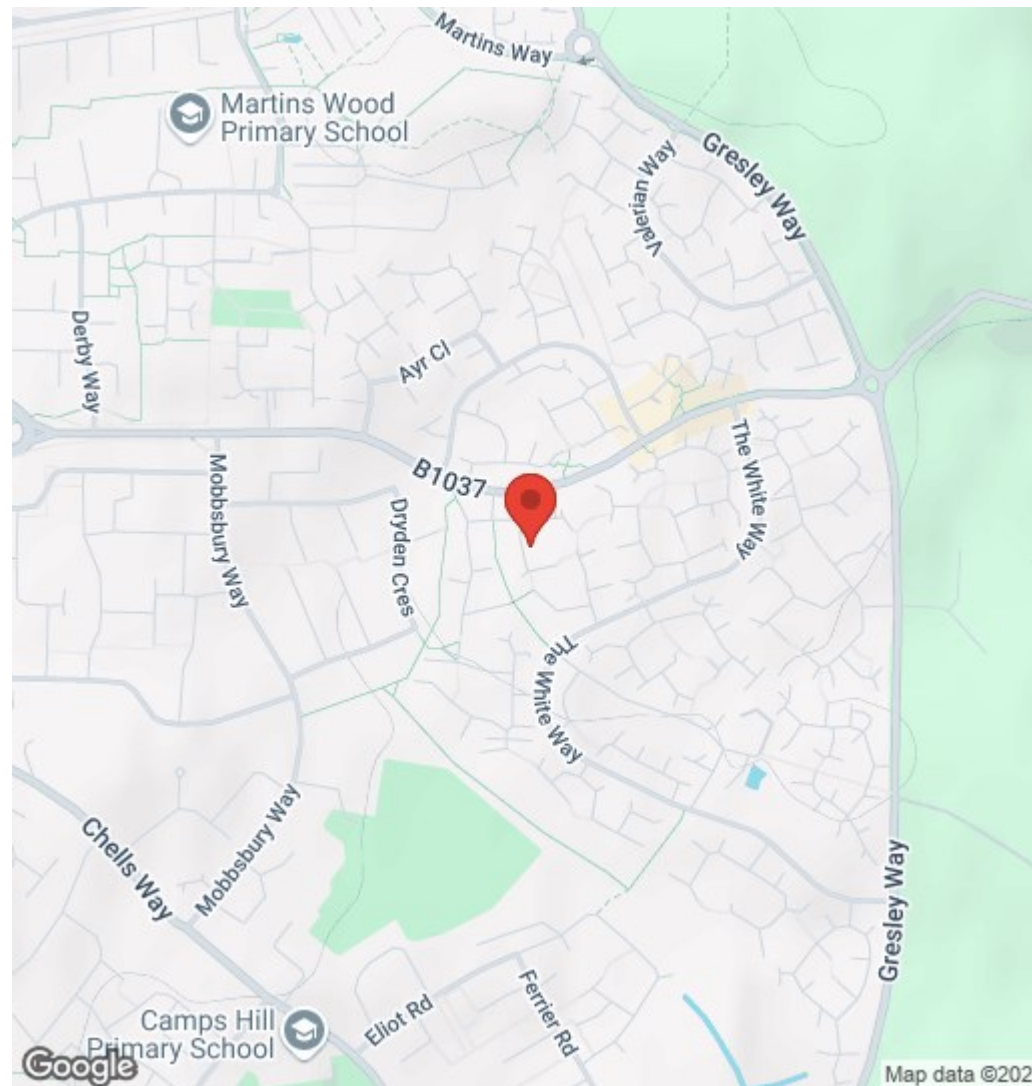 Martins Way
Martins Wood
Primary School
Gresley Way
Valerian Way
Derby Way
Ayr Cl
The White Way
B1037
Mobbsbury Way
Dryden Cres
The White Way
Chells Way
Mobbsbury Way
Gresley Way
Eliot Rd
Ferrier Rd
Camps Hill
Primary School
Google
Map data ©202